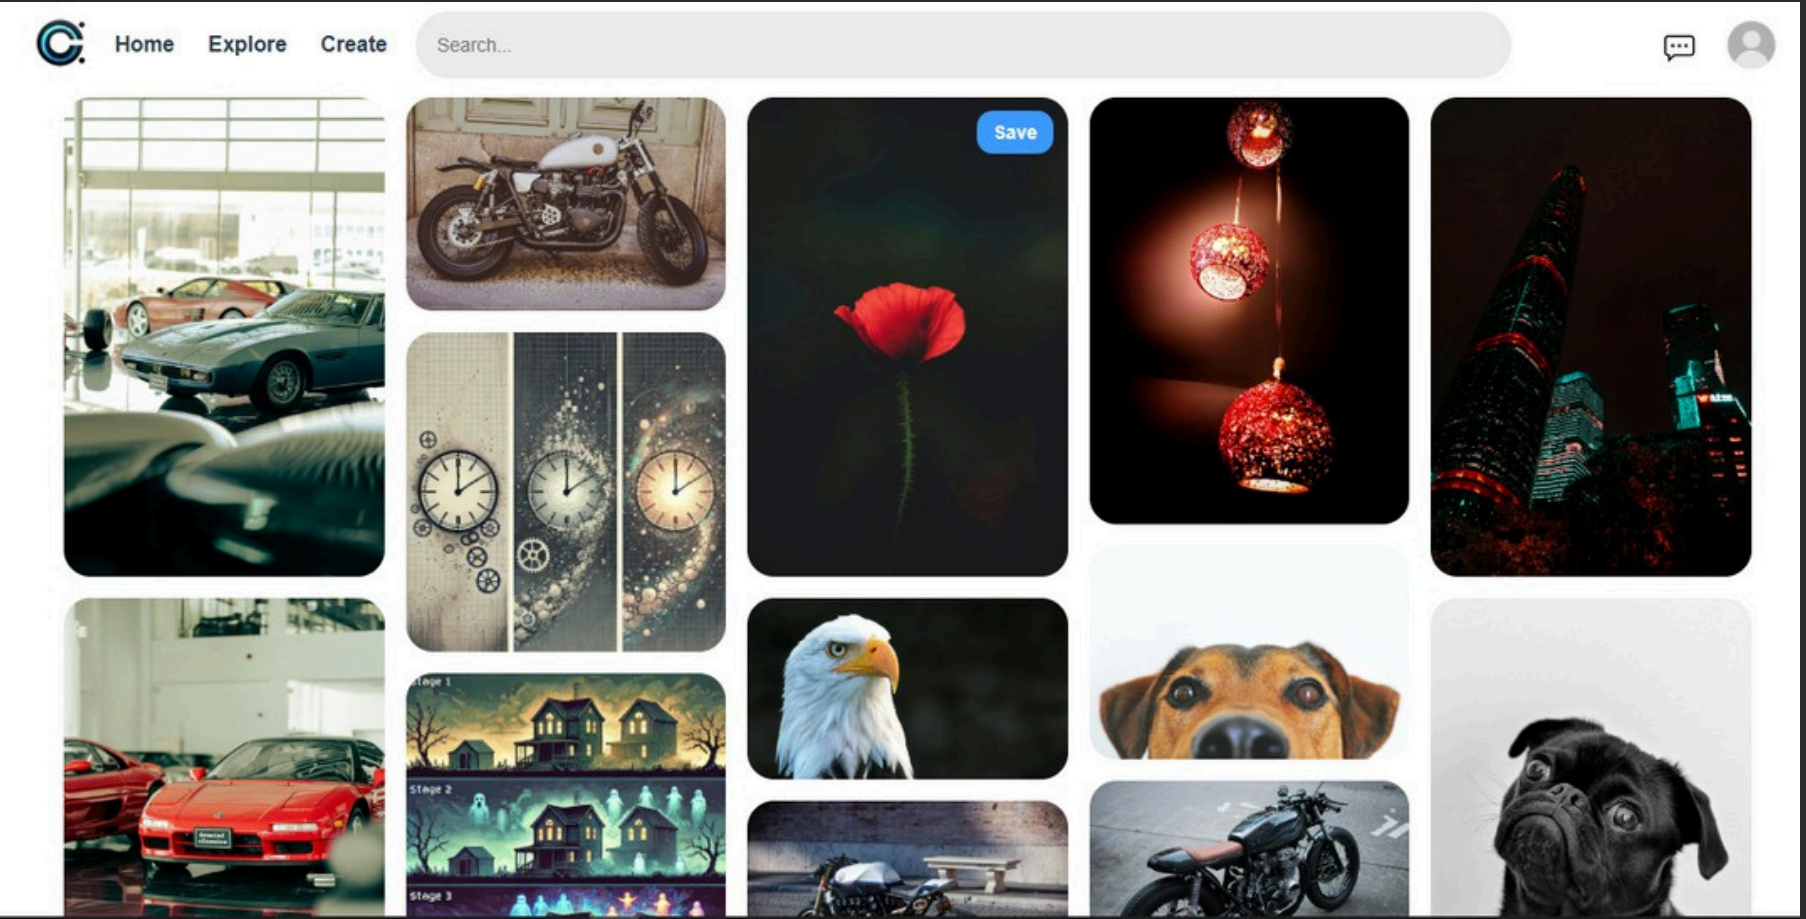 Home
Explore
Create
Search...
Save
Stage 1
Stage 2
Stage 3